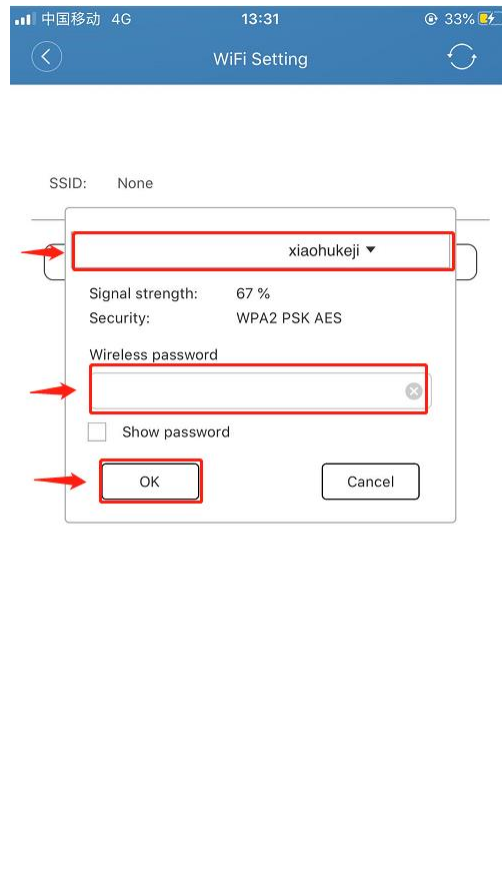 中国移动 4G 13:31 33%
WiFi Setting
SSID: None
xiaohukeji
Signal strength: 67 %
Security: WPA2 PSK AES
Wireless password
Show password
OK Cancel